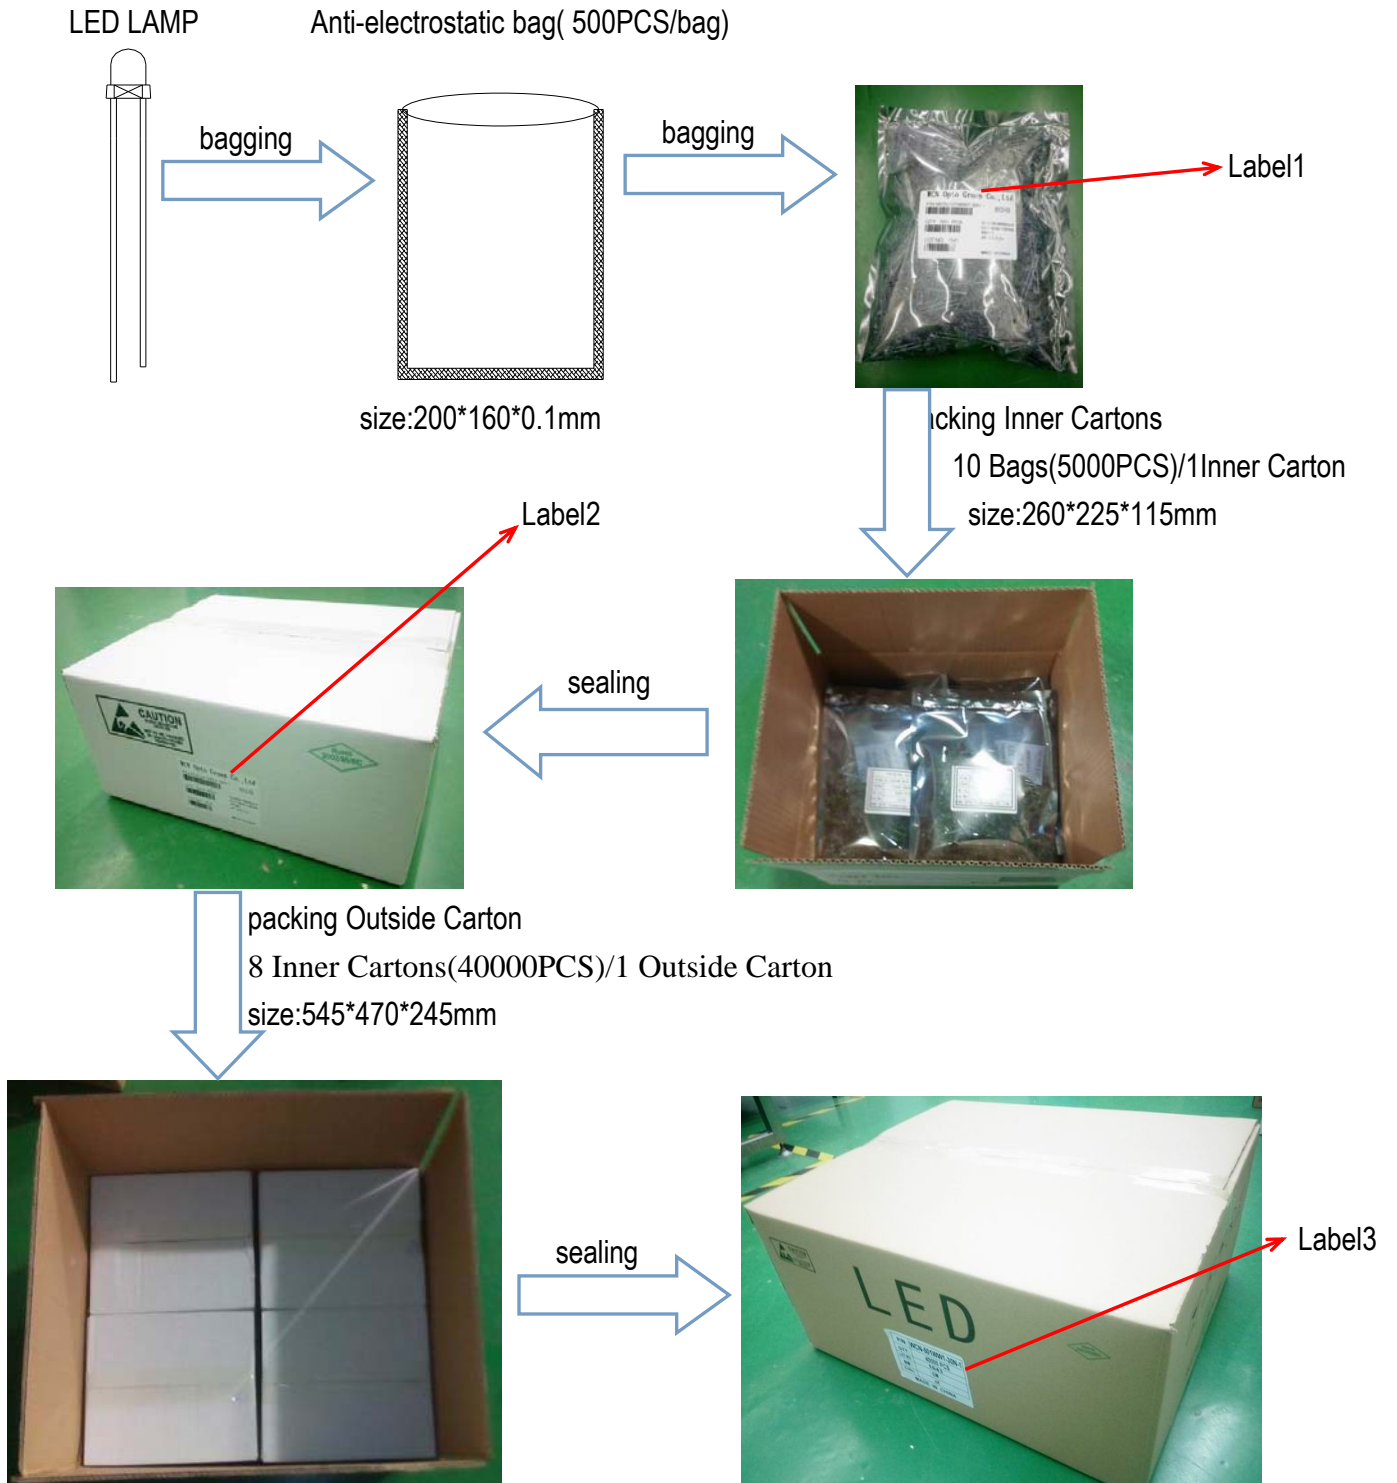 LED LAMP
Anti-electrostatic bag( 500PCS/bag)
bagging
bagging
Label1
size:200*160*0.1mm
acking Inner Cartons
10 Bags(5000PCS)/1Inner Carton
size:260*225*115mm
Label2
sealing
CAUTION
packing Outside Carton
8 Inner Cartons(40000PCS)/1 Outside Carton
size:545*470*245mm
sealing
Label3
LED